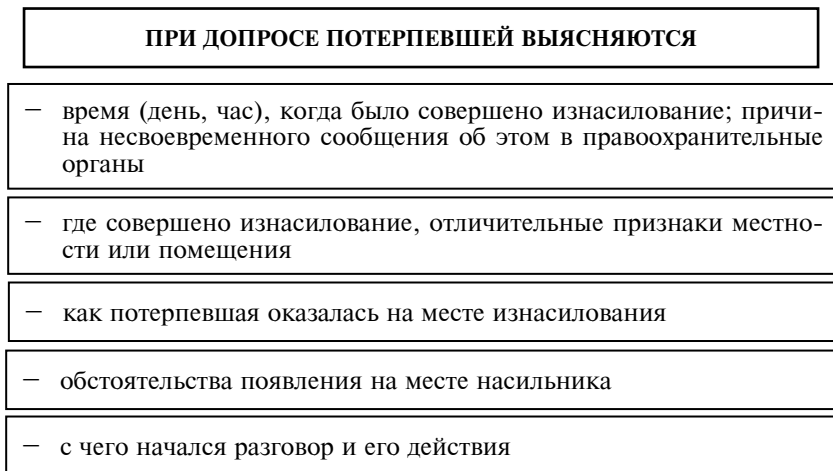 ПРИ ДОПРОСЕ ПОТЕРПЕВШЕЙ ВЫЯСНЯЮТСЯ
– время (день, час), когда было совершено изнасилование; причи-
на несвоевременного сообщения об этом в правоохранительные
органы
– где совершено изнасилование, отличительные признаки местно-
сти или помещения
– как потерпевшая оказалась на месте изнасилования
– обстоятельства появления на месте насильника
– с чего начался разговор и его действия